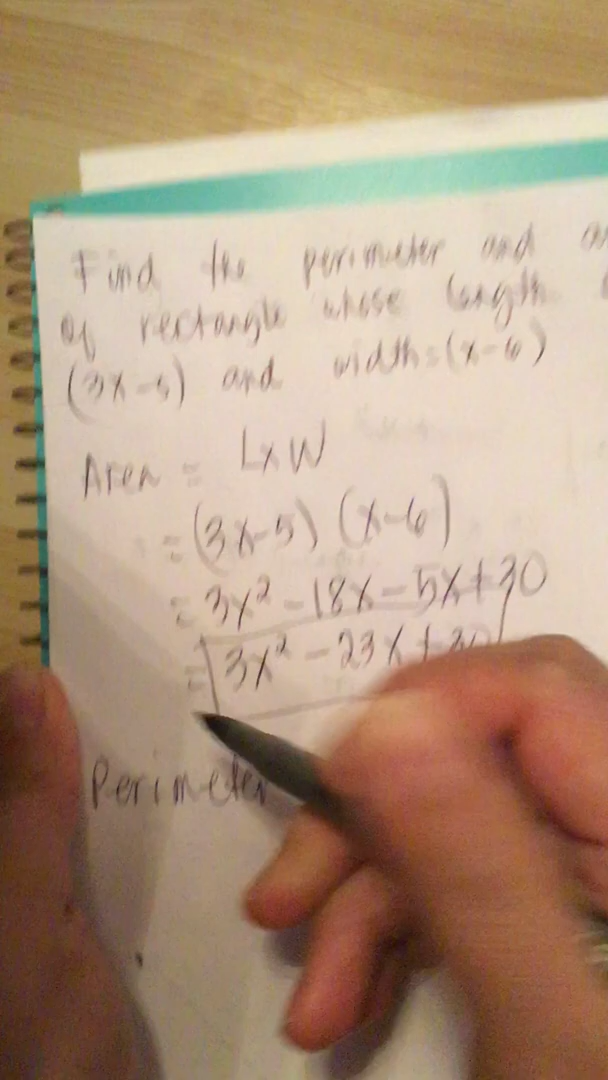 Find the perimeter and
of rectangle whose length
(3x-5) and width=(x-6)
Area = L x W
= (3x-5) (x-6)
= 3x² - 18x - 5x + 30
= 3x² - 23x + 30
Perimeter